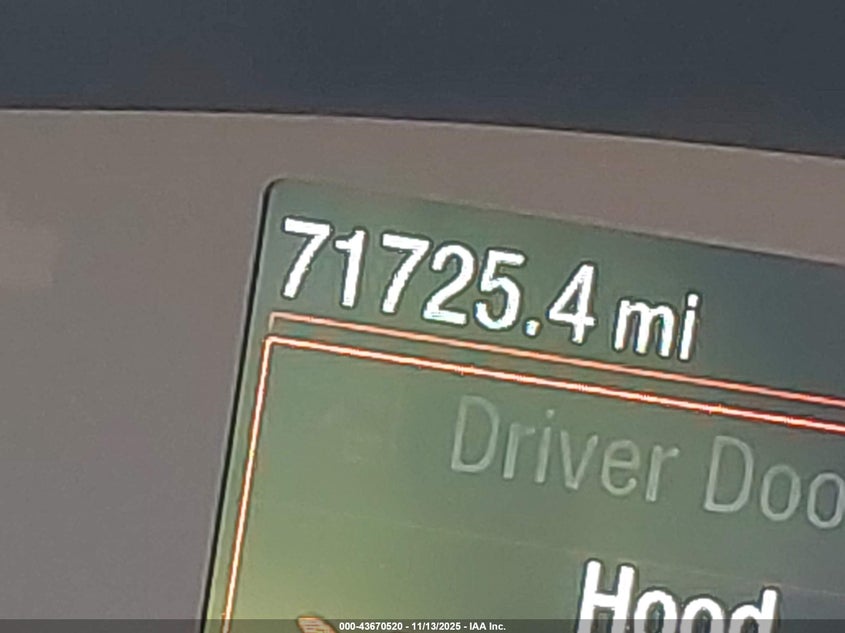 71725.4 mi
Driver Doo
Hood
000-43670520 - 11/13/2025 - IAA Inc.